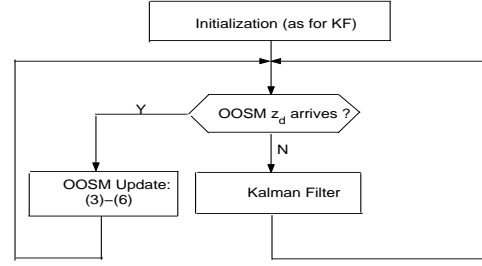 Initialization (as for KF)
OOSM z_d arrives ?
Y
N
OOSM Update:
(3)−(6)
Kalman Filter